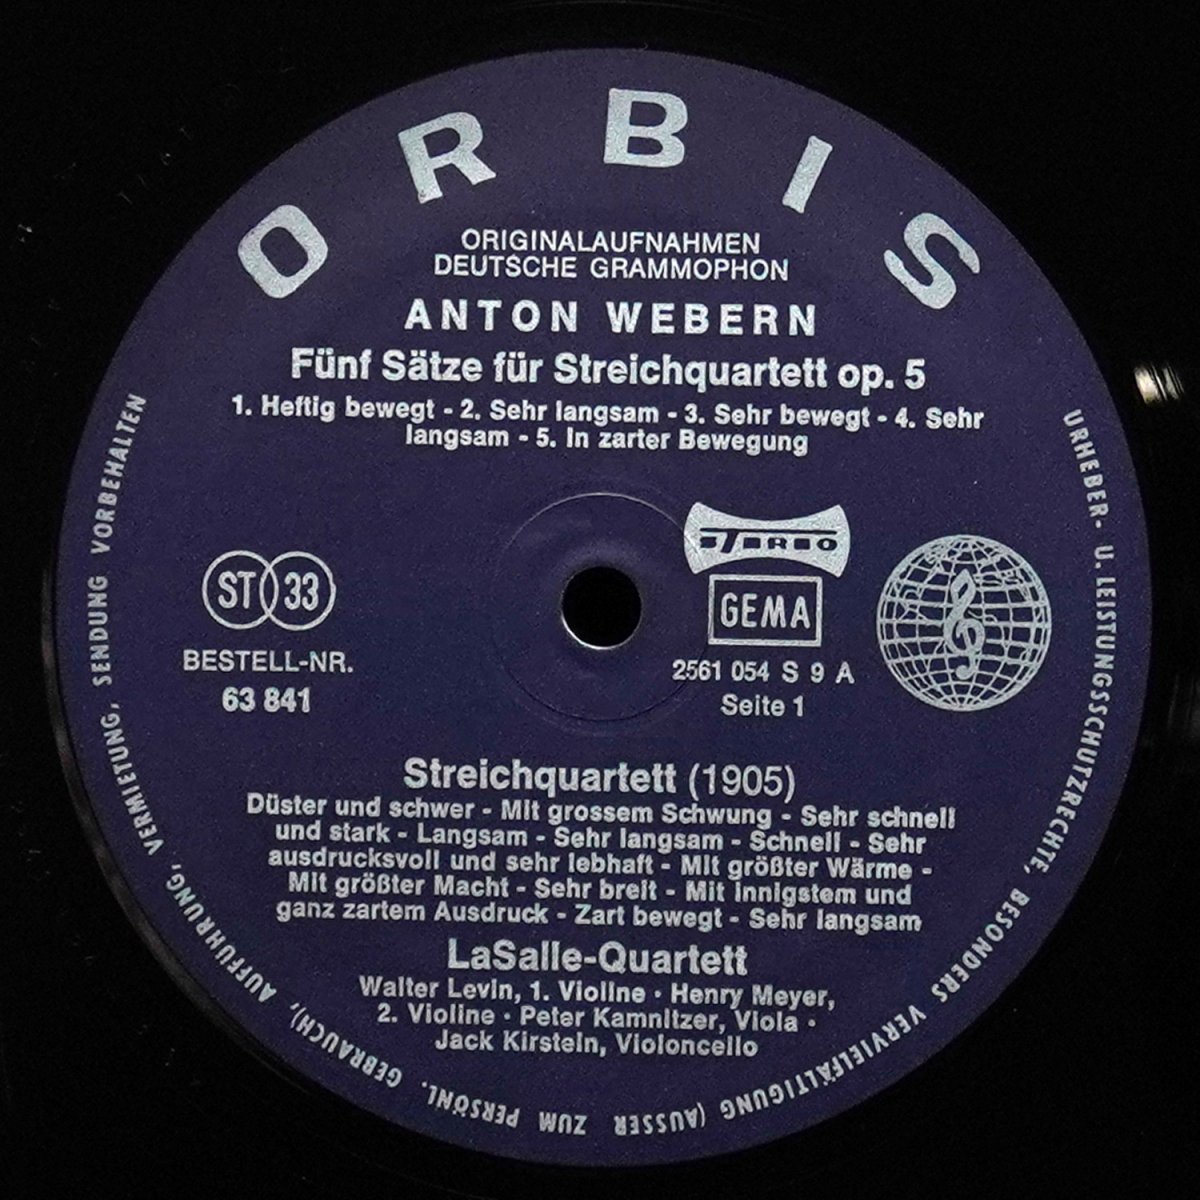 ORBIS
ORIGINALAUFNAHMEN
DEUTSCHE GRAMMOPHON
ANTON WEBERN
Fünf Sätze für Streichquartett op. 5
1. Heftig bewegt - 2. Sehr langsam - 3. Sehr bewegt - 4. Sehr
langsam - 5. In zarter Bewegung
ST 33
BESTELL-NR.
63 841
STEREO
GEMA
2561 054 S 9 A
Seite 1
Streichquartett (1905)
Düster und schwer - Mit grossem Schwung - Sehr schnell
und stark - Langsam - Sehr langsam - Schnell - Sehr
ausdrucksvoll und sehr lebhaft - Mit größter Wärme -
Mit größter Macht - Sehr breit - Mit innigstem und
ganz zartem Ausdruck - Zart bewegt - Sehr langsam
LaSalle-Quartett
Walter Levin, 1. Violine · Henry Meyer,
2. Violine · Peter Kamnitzer, Viola ·
Jack Kirstein, Violoncello
URHEBER- U. LEISTUNGSSCHUTZRECHTE, BESONDERS VERVIELFÄLTIGUNG (AUSSER ZUM PERSÖNL. GEBRAUCH), AUFFÜHRUNG, VERMIETUNG, SENDUNG VORBEHALTEN